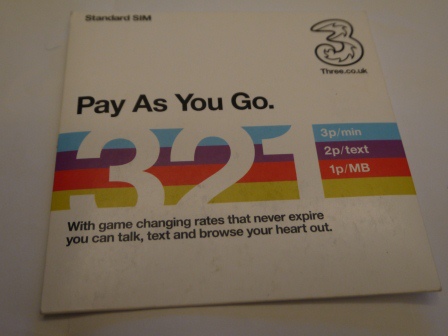 Standard SIM
3
Three.co.uk
Pay As You Go.
321
3p/min
2p/text
1p/MB
With game changing rates that never expire
you can talk, text and browse your heart out.